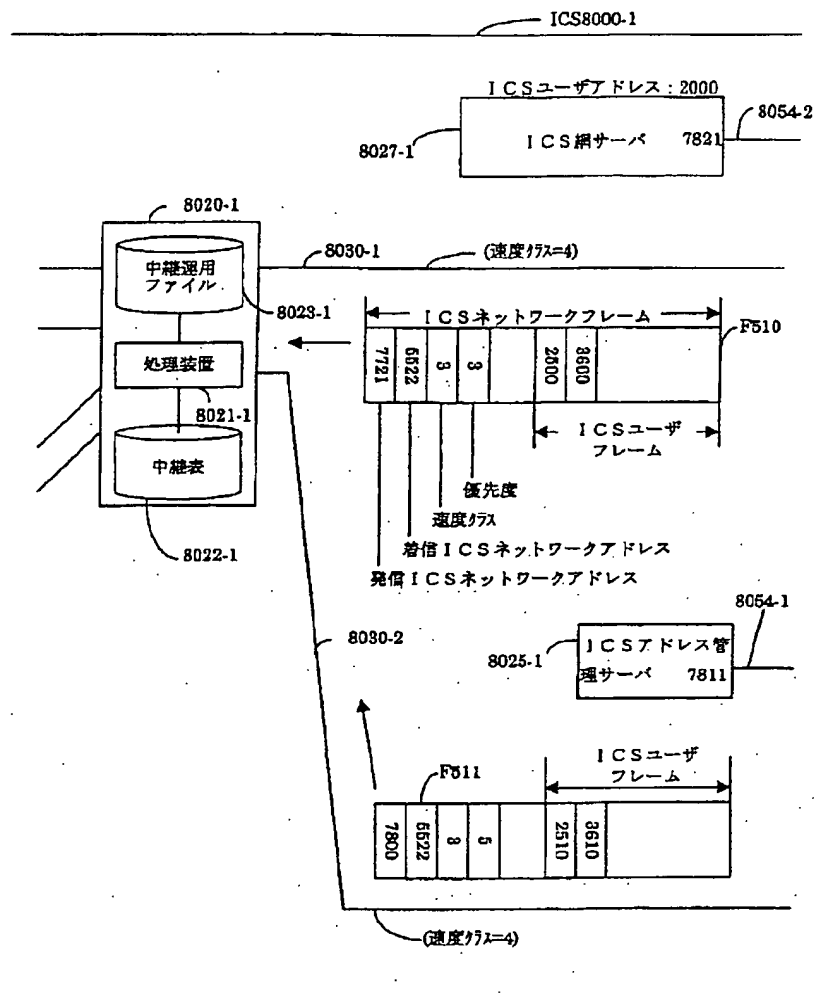 ICS8000-1
ICSユーザアドレス:2000
8054-2
8027-1
ICS網サーバ 7821
8020-1
8030-1
(速度クラス=4)
中継運用
ファイル
8023-1
ICSネットワークフレーム
F510
処理装置
8021-1
7721
5522
3
3
2500
3600
ICSユーザ
フレーム
中継表
8022-1
優先度
速度クラス
着信ICSネットワークアドレス
発信ICSネットワークアドレス
8054-1
8030-2
8025-1
ICSアドレス管
理サーバ 7811
ICSユーザ
フレーム
F511
7800
5522
3
5
2510
3610
(速度クラス=4)